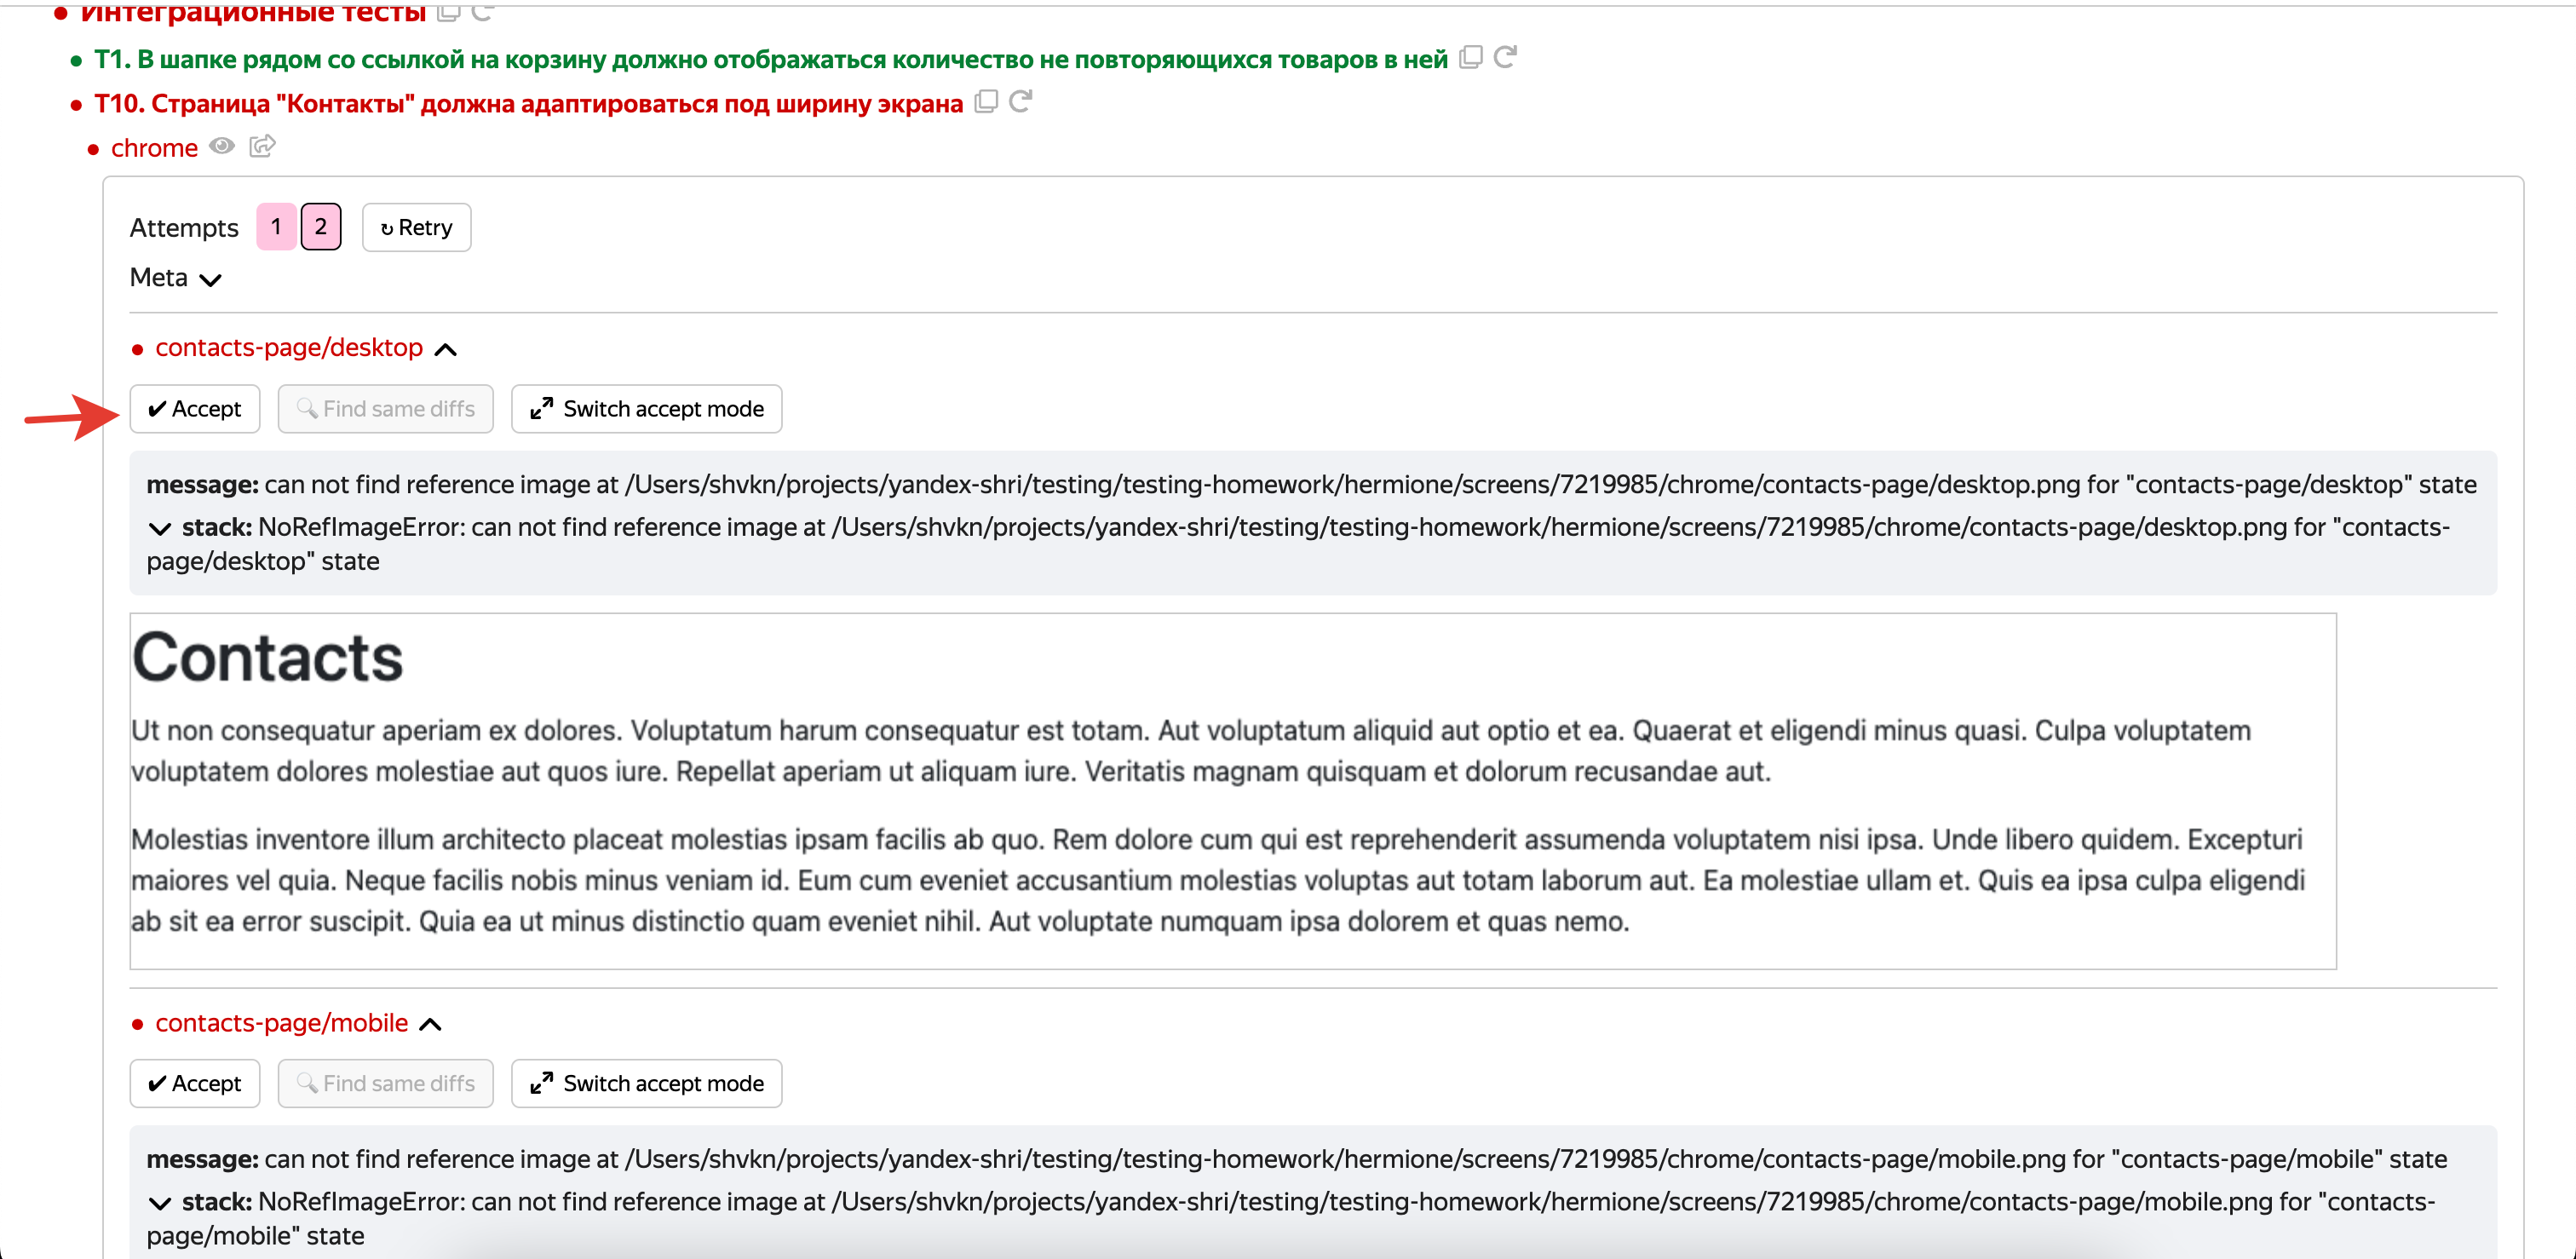 Интеграционные тесты
T1. В шапке рядом со ссылкой на корзину должно отображаться количество не повторяющихся товаров в ней
T10. Страница "Контакты" должна адаптироваться под ширину экрана
chrome
Attempts 1 2 Retry
Meta
contacts-page/desktop
Accept Find same diffs Switch accept mode
message: can not find reference image at /Users/shvkn/projects/yandex-shri/testing/testing-homework/hermione/screens/7219985/chrome/contacts-page/desktop.png for "contacts-page/desktop" state
stack: NoRefImageError: can not find reference image at /Users/shvkn/projects/yandex-shri/testing/testing-homework/hermione/screens/7219985/chrome/contacts-page/desktop.png for "contacts-
page/desktop" state
Contacts
Ut non consequatur aperiam ex dolores. Voluptatum harum consequatur est totam. Aut voluptatum aliquid aut optio et ea. Quaerat et eligendi minus quasi. Culpa voluptatem
voluptatem dolores molestiae aut quos iure. Repellat aperiam ut aliquam iure. Veritatis magnam quisquam et dolorum recusandae aut.
Molestias inventore illum architecto placeat molestias ipsam facilis ab quo. Rem dolore cum qui est reprehenderit assumenda voluptatem nisi ipsa. Unde libero quidem. Excepturi
maiores vel quia. Neque facilis nobis minus veniam id. Eum cum eveniet accusantium molestias voluptas aut totam laborum aut. Ea molestiae ullam et. Quis ea ipsa culpa eligendi
ab sit ea error suscipit. Quia ea ut minus distinctio quam eveniet nihil. Aut voluptate numquam ipsa dolorem et quas nemo.
contacts-page/mobile
Accept Find same diffs Switch accept mode
message: can not find reference image at /Users/shvkn/projects/yandex-shri/testing/testing-homework/hermione/screens/7219985/chrome/contacts-page/mobile.png for "contacts-page/mobile" state
stack: NoRefImageError: can not find reference image at /Users/shvkn/projects/yandex-shri/testing/testing-homework/hermione/screens/7219985/chrome/contacts-page/mobile.png for "contacts-
page/mobile" state